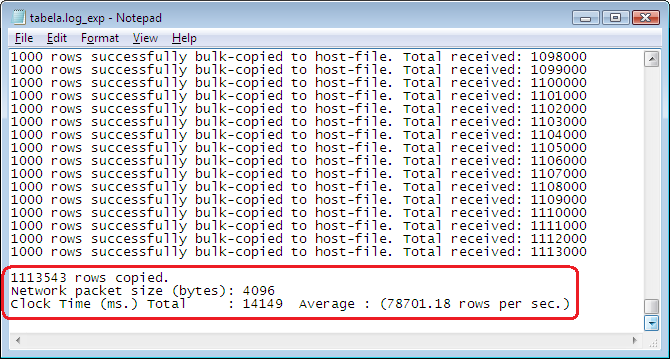 tabela.log_exp - Notepad
File Edit Format View Help
1000 rows successfully bulk-copied to host-file. Total received: 1098000
1000 rows successfully bulk-copied to host-file. Total received: 1099000
1000 rows successfully bulk-copied to host-file. Total received: 1100000
1000 rows successfully bulk-copied to host-file. Total received: 1101000
1000 rows successfully bulk-copied to host-file. Total received: 1102000
1000 rows successfully bulk-copied to host-file. Total received: 1103000
1000 rows successfully bulk-copied to host-file. Total received: 1104000
1000 rows successfully bulk-copied to host-file. Total received: 1105000
1000 rows successfully bulk-copied to host-file. Total received: 1106000
1000 rows successfully bulk-copied to host-file. Total received: 1107000
1000 rows successfully bulk-copied to host-file. Total received: 1108000
1000 rows successfully bulk-copied to host-file. Total received: 1109000
1000 rows successfully bulk-copied to host-file. Total received: 1110000
1000 rows successfully bulk-copied to host-file. Total received: 1111000
1000 rows successfully bulk-copied to host-file. Total received: 1112000
1000 rows successfully bulk-copied to host-file. Total received: 1113000
1113543 rows copied.
Network packet size (bytes): 4096
Clock Time (ms.) Total     : 14149  Average : (78701.18 rows per sec.)